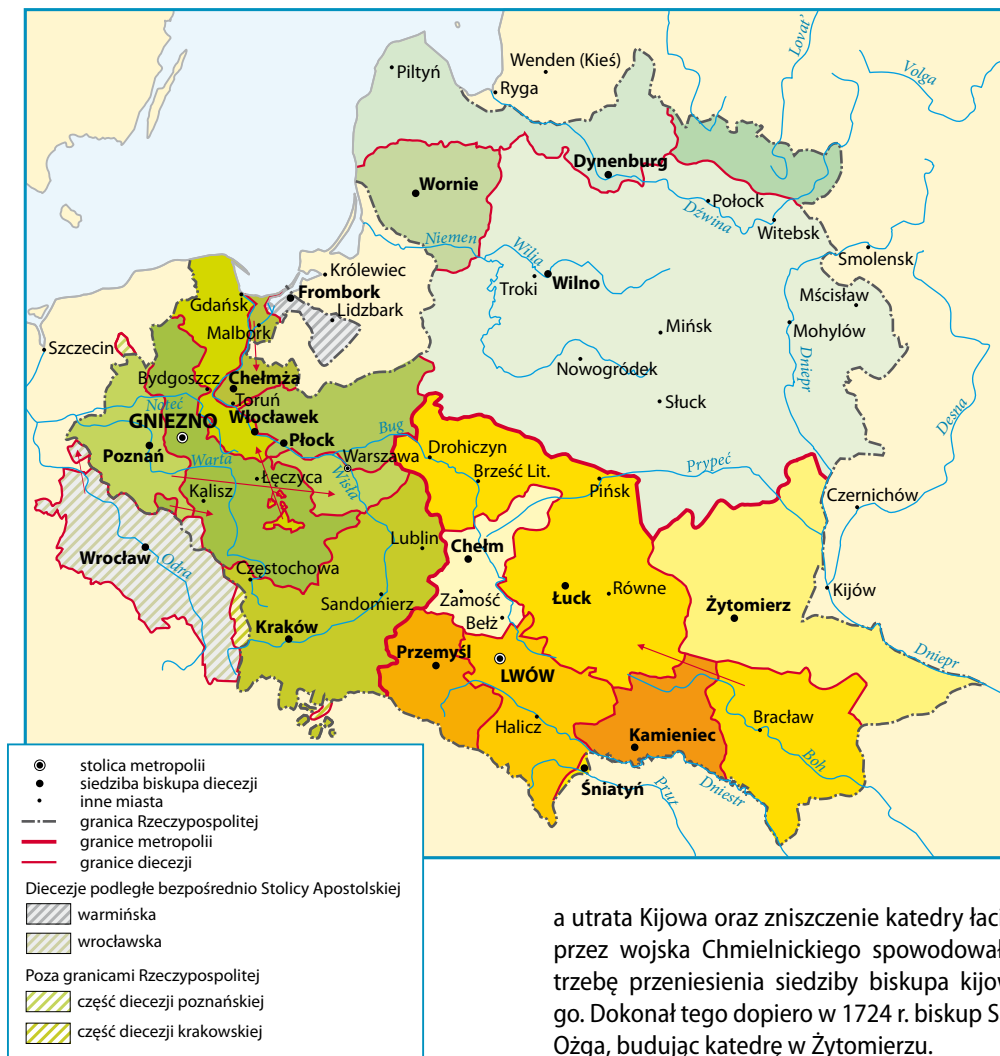 Piltyń
Wenden (Kieś)
Ryga
Lovat'
Volga
Dynenburg
Wornie
Połock
Dźwina
Witebsk
Niemen
Wilia
Smolensk
Królewiec
Troki
Wilno
Frombork
Gdańsk
Lidzbark
Mścisław
Malbork
Mińsk
Mohylów
Szczecin
Nowogródek
Dniepr
Bydgoszcz
Chełmża
Słuck
Desna
Toruń
Noteć
GNIEZNO
Włocławek
Bug
Płock
Drohiczyn
Poznań
Warszawa
Warta
Prypeć
Łęczyca
Wisła
Brześć Lit.
Pińsk
Kalisz
Czernichów
Lublin
Chełm
Wrocław
Odra
Częstochowa
Łuck
Równe
Kijów
Sandomierz
Zamość
Żytomierz
Bełż
Kraków
Przemyśl
LWÓW
Dniepr
Halicz
Bracław
Kamieniec
Boh
Śniatyń
Prut
Dniestr
stolica metropolii
siedziba biskupa diecezji
inne miasta
granica Rzeczypospolitej
granice metropolii
granice diecezji
Diecezje podległe bezpośrednio Stolicy Apostolskiej
warmińska
wrocławska
Poza granicami Rzeczypospolitej
część diecezji poznańskiej
część diecezji krakowskiej
a utrata Kijowa oraz zniszczenie katedry łaci
przez wojska Chmielnickiego spowodował
trzebę przeniesienia siedziby biskupa kijow
go. Dokonał tego dopiero w 1724 r. biskup S
Ożga, budując katedrę w Żytomierzu.